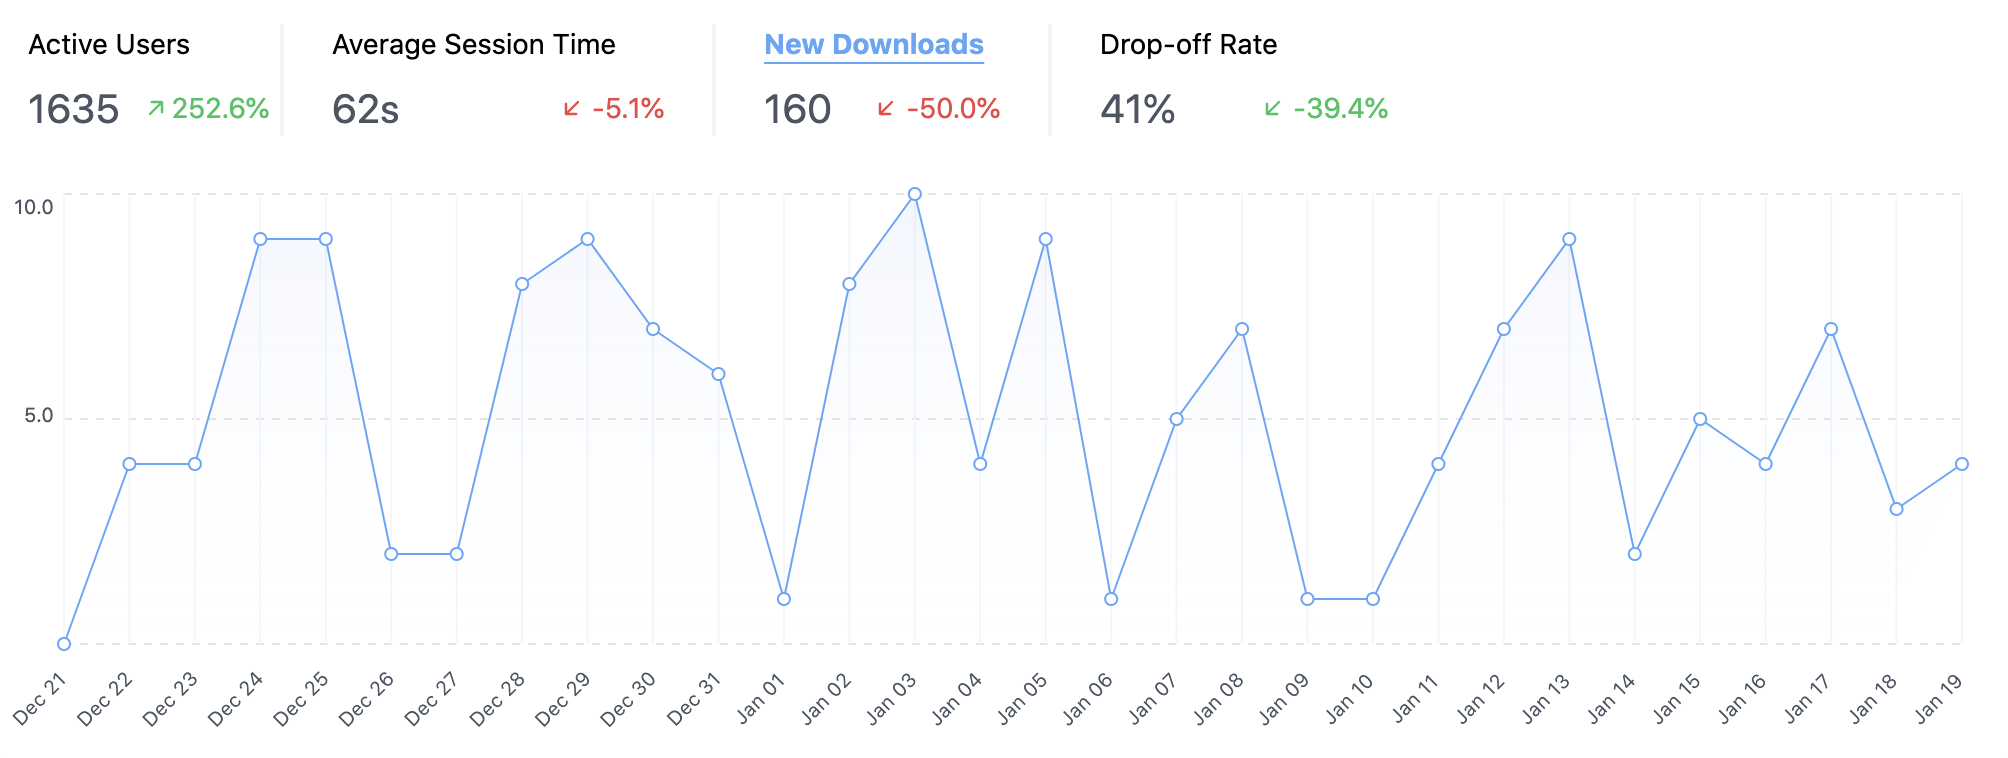 Active Users
1635 ↗ 252.6%
Average Session Time
62s ↙ -5.1%
New Downloads
160 ↙ -50.0%
Drop-off Rate
41% ↙ -39.4%
10.0
5.0
Dec 21
Dec 22
Dec 23
Dec 24
Dec 25
Dec 26
Dec 27
Dec 28
Dec 29
Dec 30
Dec 31
Jan 01
Jan 02
Jan 03
Jan 04
Jan 05
Jan 06
Jan 07
Jan 08
Jan 09
Jan 10
Jan 11
Jan 12
Jan 13
Jan 14
Jan 15
Jan 16
Jan 17
Jan 18
Jan 19